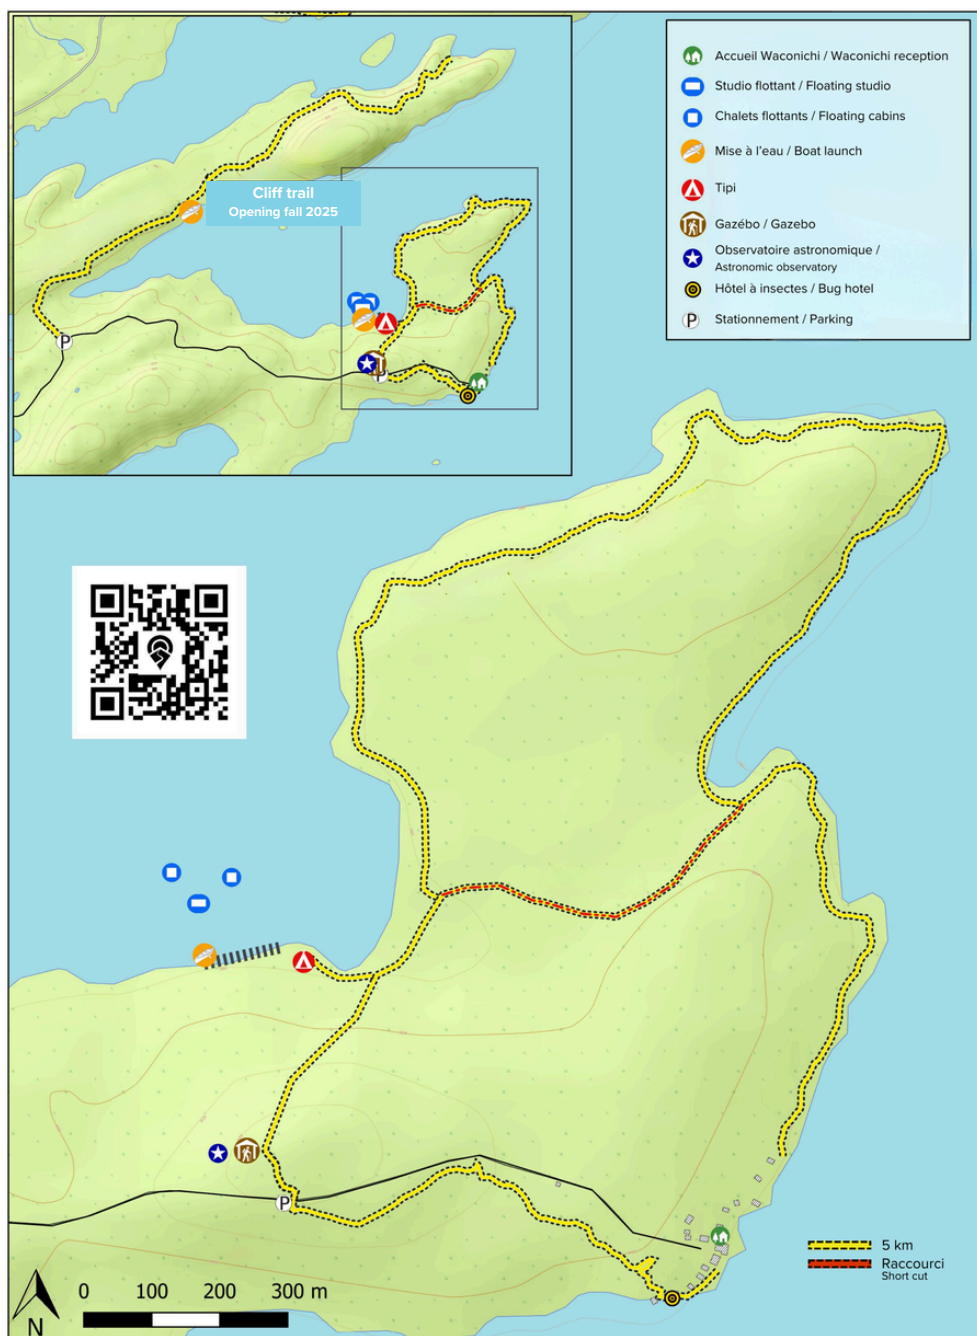 Cliff trail
Opening fall 2025
P
P
Accueil Waconichi / Waconichi reception
Studio flottant / Floating studio
Chalets flottants / Floating cabins
Mise à l'eau / Boat launch
Tipi
Gazébo / Gazebo
Observatoire astronomique /
Astronomic observatory
Hôtel à insectes / Bug hotel
P Stationnement / Parking
P
5 km
Raccourci
Short cut
0 100 200 300 m
N